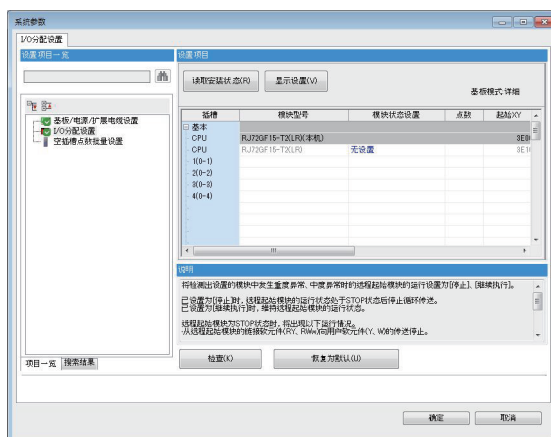 系统参数
I/O分配设置
设置项目一览
设置项目
读取安装状态(R)
显示设置(V)
基板模式:详细
基板/电源/扩展电缆设置
I/O分配设置
空插槽点数批量设置
插槽 模块型号 模块状态设置 点数 起始XY
基本
CPU RJ72GF15-T2(LR)(本机) 3E0
CPU RJ72GF15-T2(LR) 无设置 3E1
1(0-1)
2(0-2)
3(0-3)
4(0-4)
说明
将检测出设置的模块中发生重度异常、中度异常时的远程起始模块的运行设置为[停止]、[继续执行]。
已设置为[停止]时,远程起始模块的运行状态处于STOP状态后停止循环传送。
已设置为[继续执行]时,维持远程起始模块的运行状态。
远程起始模块为STOP状态时,将出现以下运行情况。
·从远程起始模块的链接软元件(RY、RWw)向用户软元件(Y、W)的传送停止。
项目一览 搜索结果
检查(K)
恢复为默认(U)
确定
取消